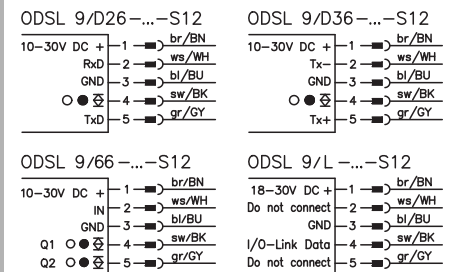 ODSL 9/D26-...-S12
10-30V DC + 1 br/BN
RxD 2 ws/WH
GND 3 bl/BU
4 sw/BK
TxD 5 gr/GY
ODSL 9/D36-...-S12
10-30V DC + 1 br/BN
Tx- 2 ws/WH
GND 3 bl/BU
4 sw/BK
Tx+ 5 gr/GY
ODSL 9/66-...-S12
10-30V DC + 1 br/BN
IN 2 ws/WH
GND 3 bl/BU
Q1 4 sw/BK
Q2 5 gr/GY
ODSL 9/L-...-S12
18-30V DC + 1 br/BN
Do not connect 2 ws/WH
GND 3 bl/BU
I/O-Link Data 4 sw/BK
Do not connect 5 gr/GY